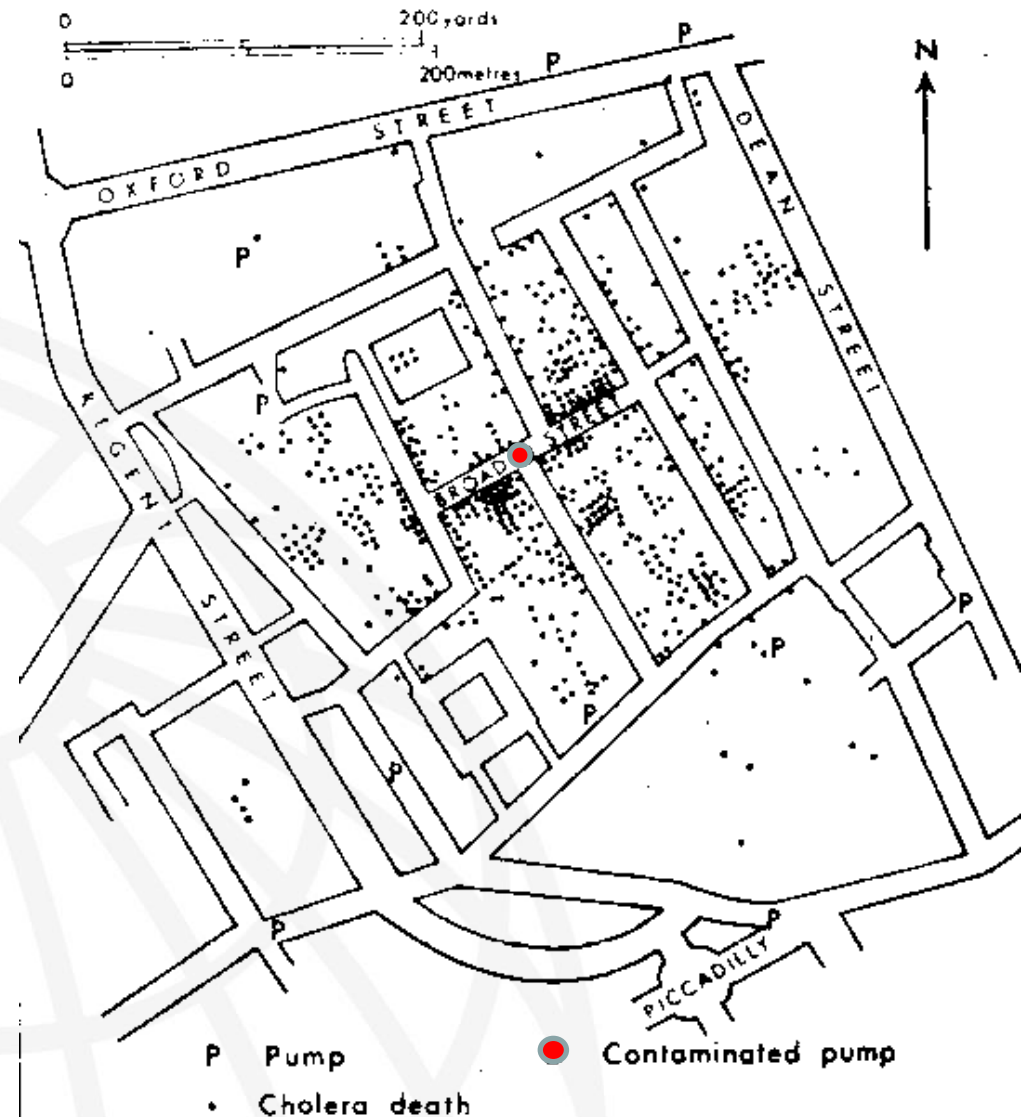 0 200 yards
0 200 metres
P
P
N
OXFORD STREET
DEAN STREET
P
P
REGENT STREET
BROAD STREET
P
P
P
P
P
P
PICCADILLY
P Pump
Contaminated pump
Cholera death